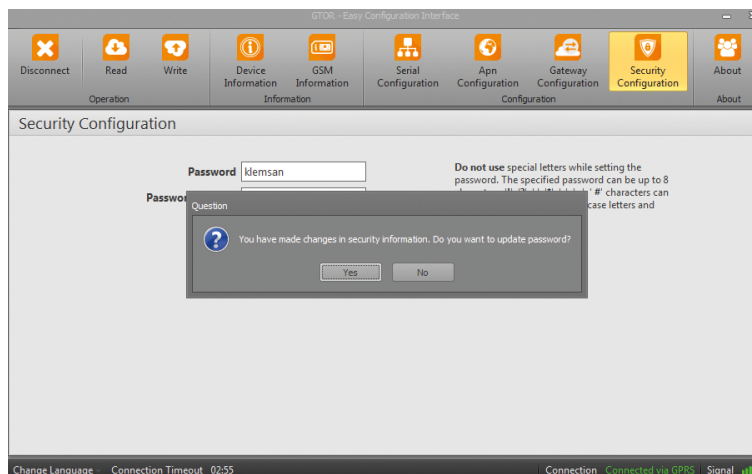 GTOR - Easy Configuration Interface
Disconnect
Read
Write
Device Information
GSM Information
Serial Configuration
Apn Configuration
Gateway Configuration
Security Configuration
About
Operation
Information
Configuration
About
Security Configuration
Password klemsan
Do not use special letters while setting the
password. The specified password can be up to 8
characters can
case letters and
Question
You have made changes in security information. Do you want to update password?
Yes
No
Change Language
Connection Timeout 02:55
Connection Connected via GPRS
Signal